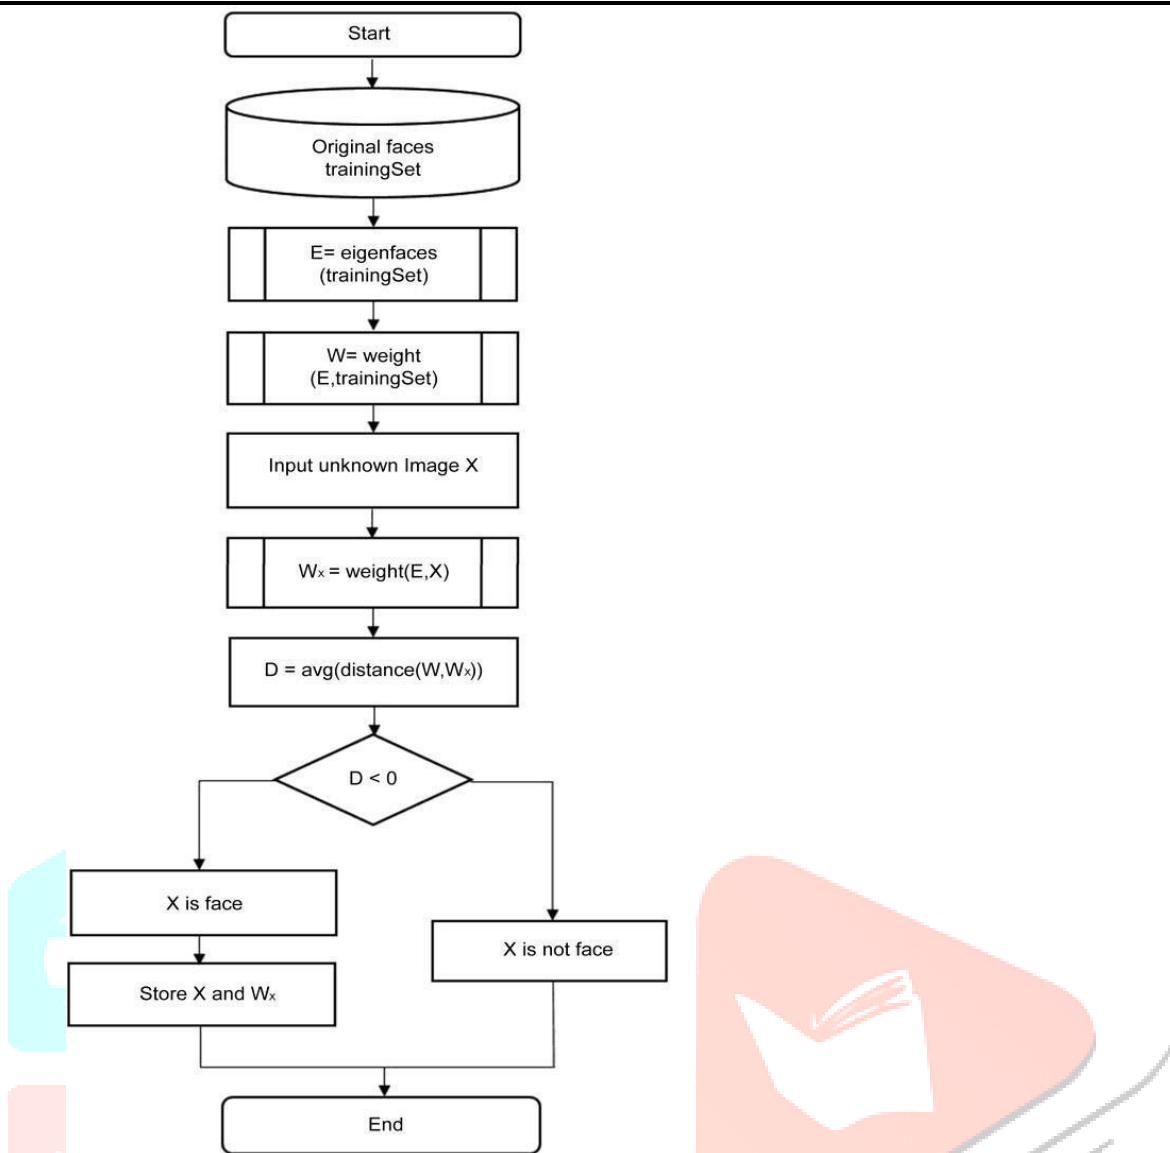 Start
Original faces
trainingSet
E= eigenfaces
(trainingSet)
W= weight
(E,trainingSet)
Input unknown Image X
Wx = weight(E,X)
D = avg(distance(W,Wx))
D < 0
X is face
X is not face
Store X and Wx
End